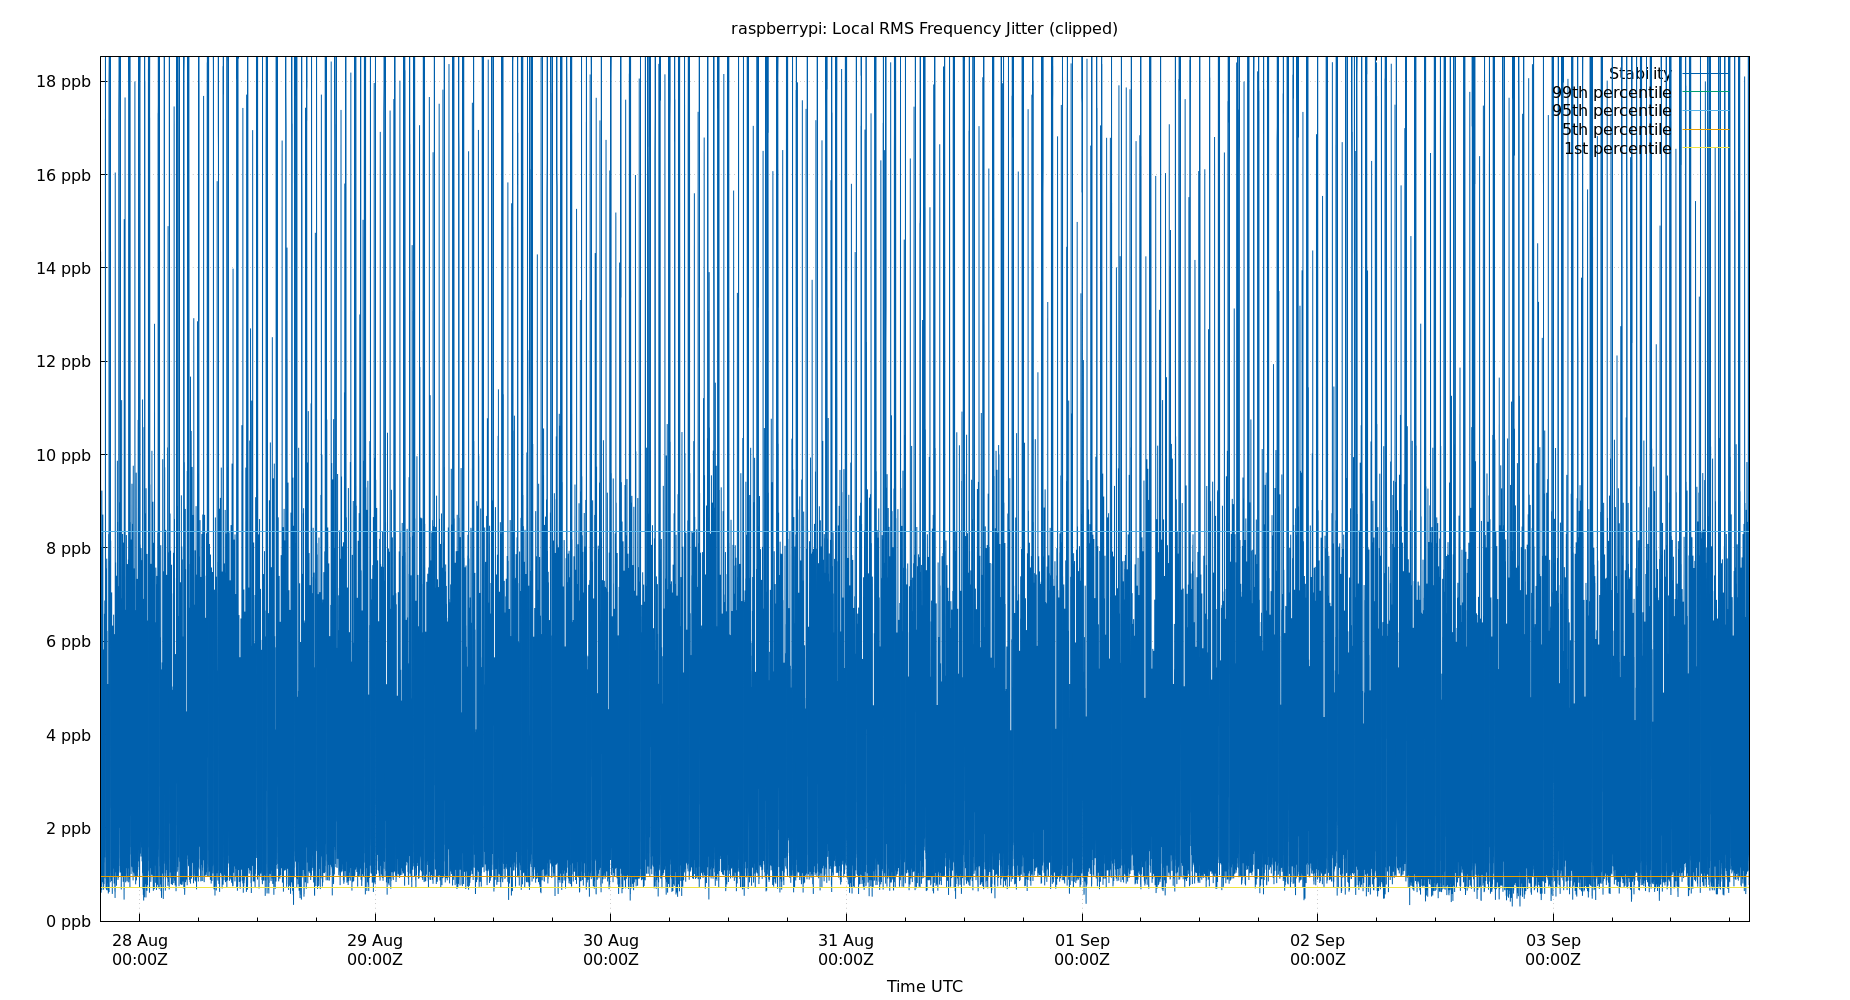 raspberrypi: Local RMS Frequency Jitter (clipped)
18 ppb
16 ppb
14 ppb
12 ppb
10 ppb
8 ppb
6 ppb
4 ppb
2 ppb
0 ppb
Stability
99th percentile
95th percentile
5th percentile
1st percentile
28 Aug
00:00Z
29 Aug
00:00Z
30 Aug
00:00Z
31 Aug
00:00Z
01 Sep
00:00Z
02 Sep
00:00Z
03 Sep
00:00Z
Time UTC